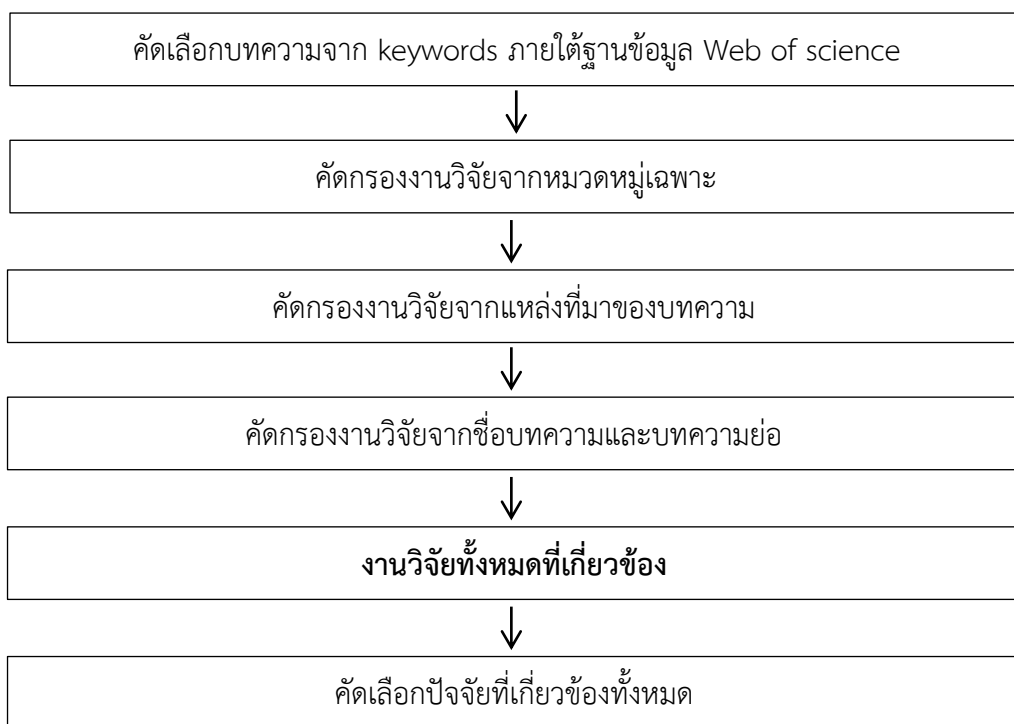 คัดเลือกบทความจาก keywords ภายใต้ฐานข้อมูล Web of science
คัดกรองงานวิจัยจากหมวดหมู่เฉพาะ
คัดกรองงานวิจัยจากแหล่งที่มาของบทความ
คัดกรองงานวิจัยจากชื่อบทความและบทความย่อ
งานวิจัยทั้งหมดที่เกี่ยวข้อง
คัดเลือกปัจจัยที่เกี่ยวข้องทั้งหมด